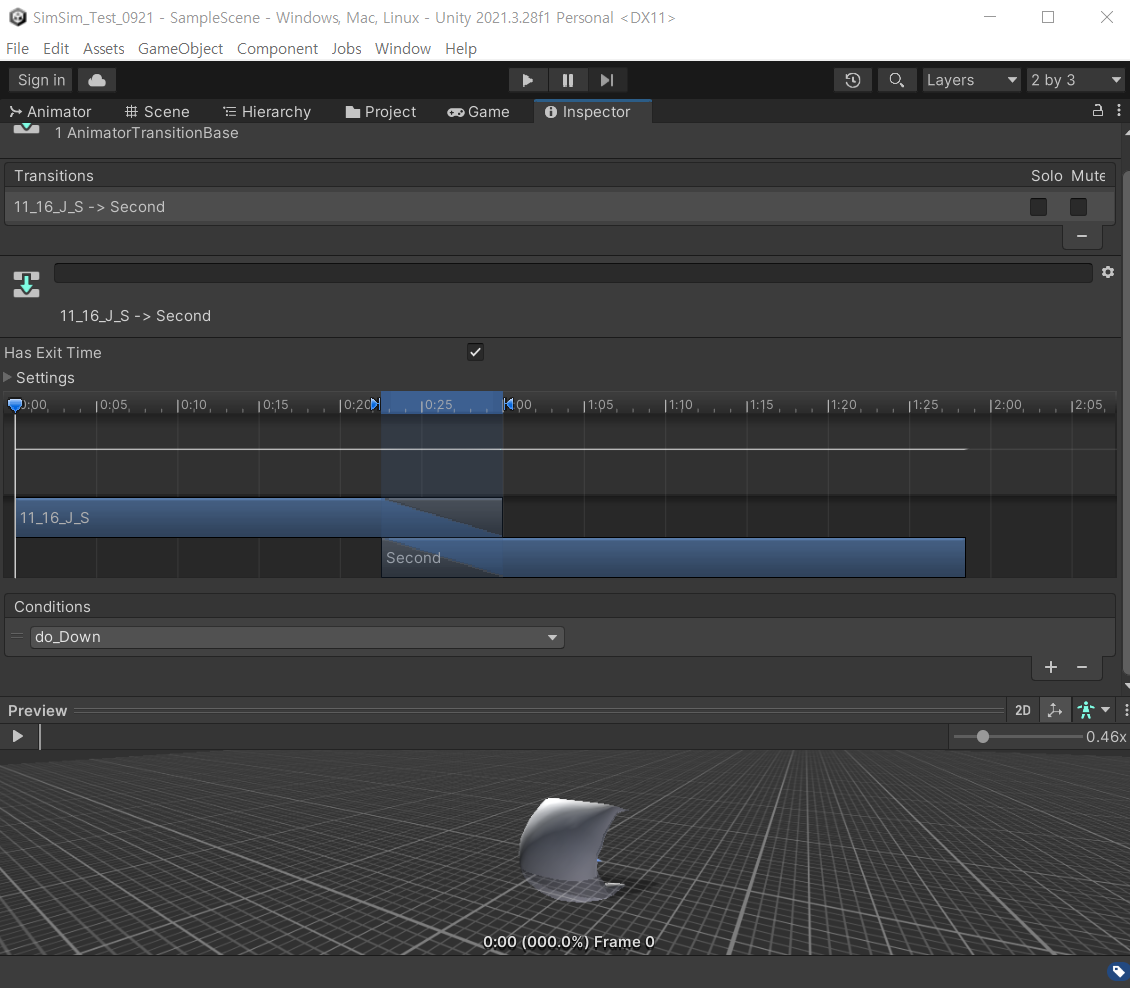 SimSim_Test_0921 - SampleScene - Windows, Mac, Linux - Unity 2021.3.28f1 Personal <DX11>
File Edit Assets GameObject Component Jobs Window Help
Sign in Layers 2 by 3
Animator Scene Hierarchy Project Game Inspector
1 AnimatorTransitionBase
Transitions Solo Mute
11_16_J_S -> Second
11_16_J_S -> Second
Has Exit Time
Settings
0:00 0:05 0:10 0:15 0:20 0:25 1:00 1:05 1:10 1:15 1:20 1:25 2:00 2:05
11_16_J_S
Second
Conditions
do_Down
Preview 2D
0.46x
0:00 (000.0%) Frame 0